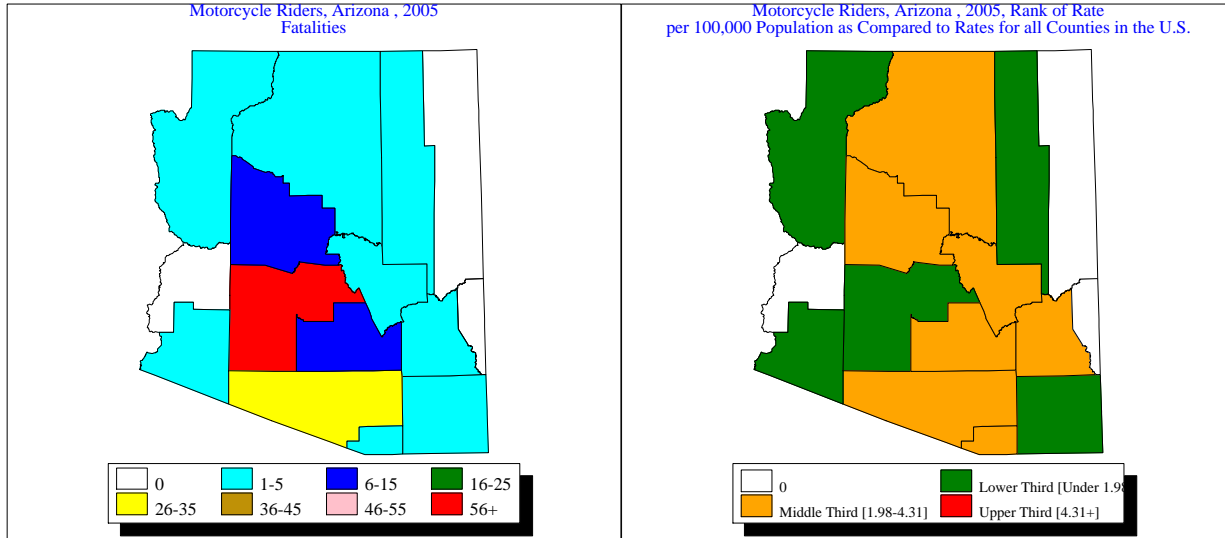 Motorcycle Riders, Arizona , 2005
Fatalities
0
1-5
6-15
16-25
26-35
36-45
46-55
56+
Motorcycle Riders, Arizona , 2005, Rank of Rate
per 100,000 Population as Compared to Rates for all Counties in the U.S.
0
Lower Third [Under 1.98
Middle Third [1.98-4.31]
Upper Third [4.31+]